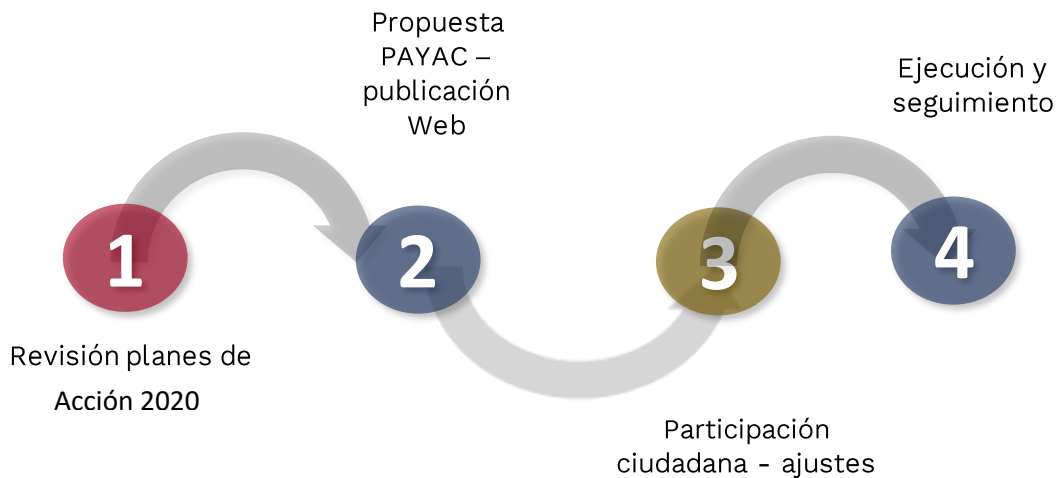 1
Revisión planes de
Acción 2020
Propuesta
PAYAC –
publicación
Web
2
3
Participación
ciudadana - ajustes
Ejecución y
seguimiento
4